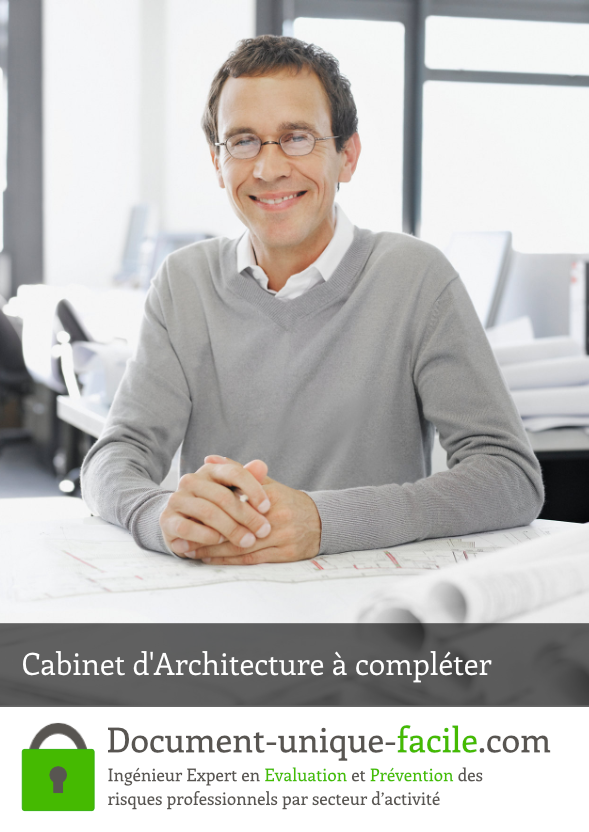 Cabinet d'Architecture à compléter
Document-unique-facile.com
Ingénieur Expert en Evaluation et Prévention des
risques professionnels par secteur d’activité